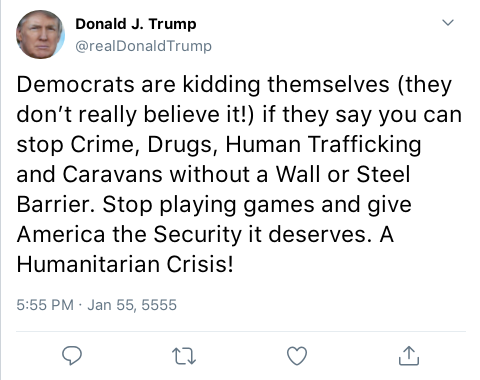 Donald J. Trump
@realDonaldTrump
Democrats are kidding themselves (they
don’t really believe it!) if they say you can
stop Crime, Drugs, Human Trafficking
and Caravans without a Wall or Steel
Barrier. Stop playing games and give
America the Security it deserves. A
Humanitarian Crisis!
5:55 PM · Jan 55, 5555